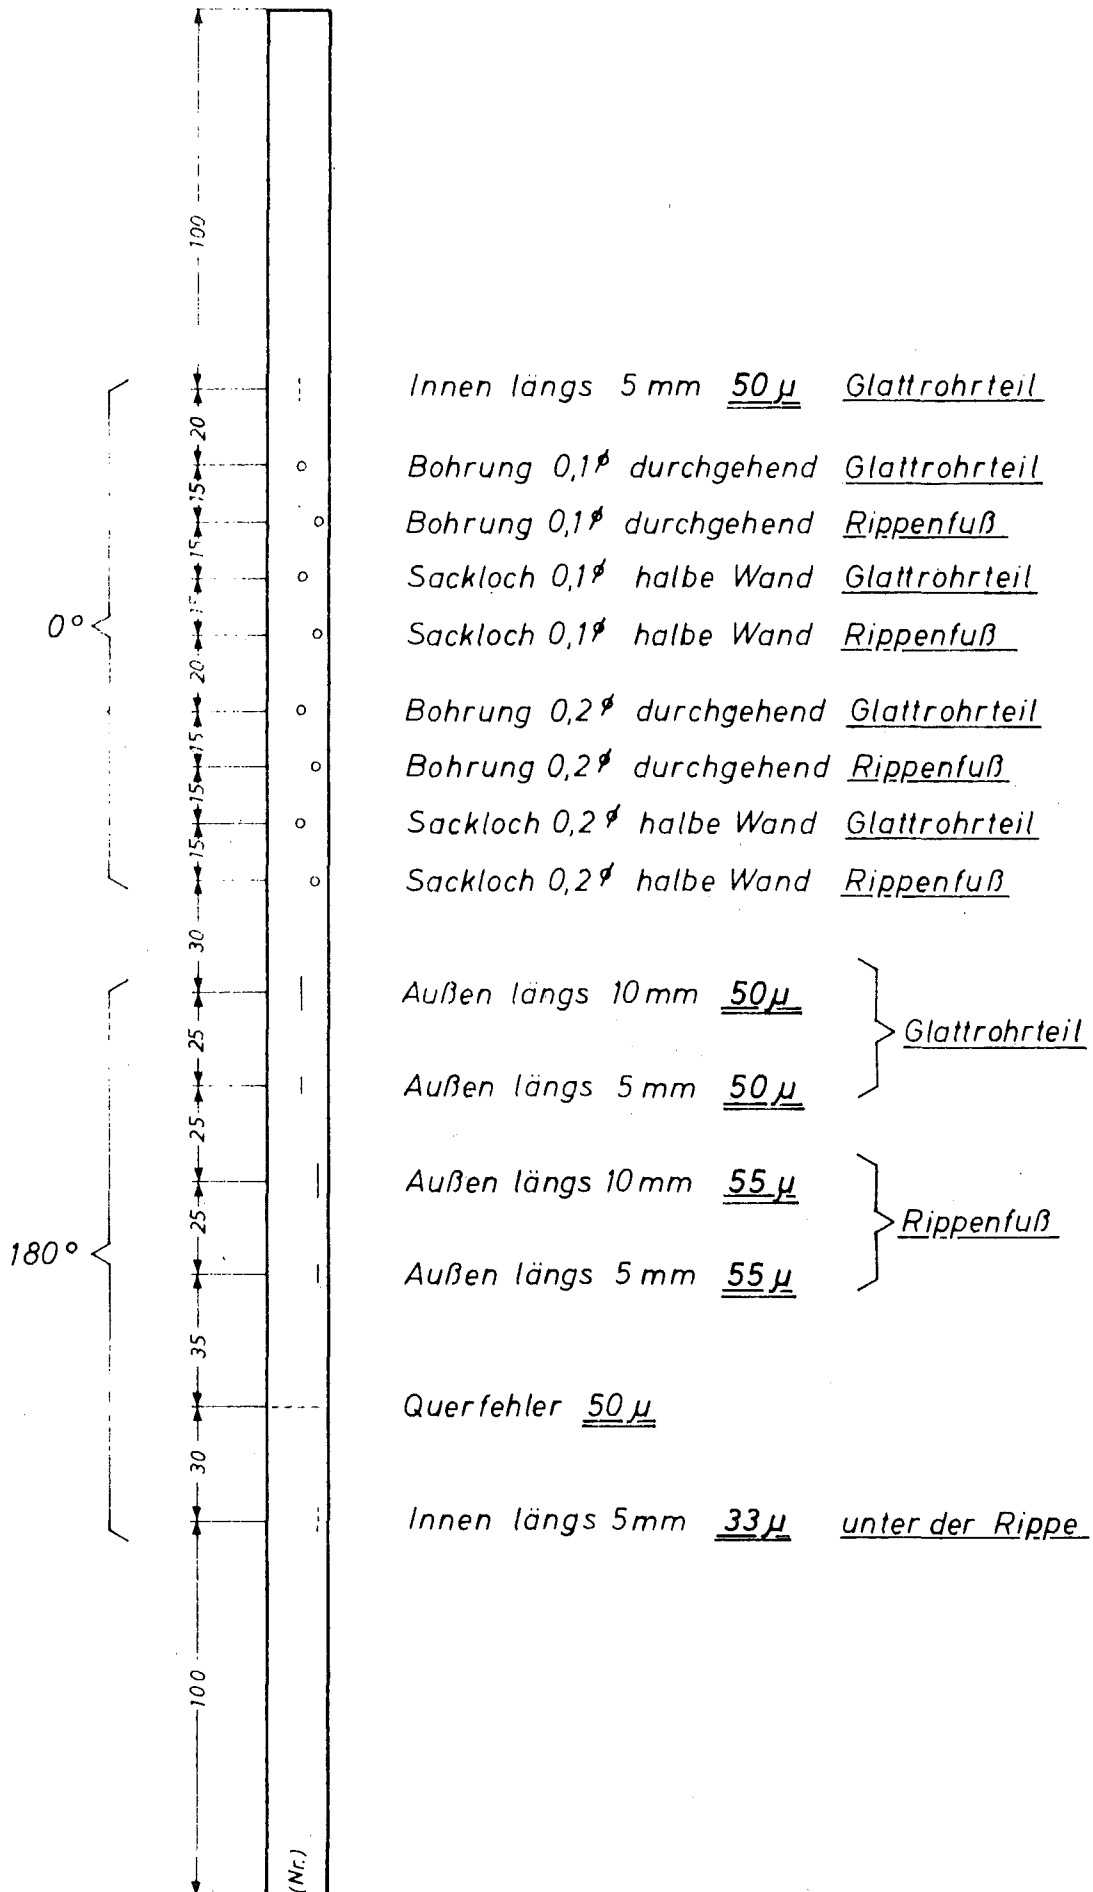 100
Innen längs 5 mm 50 µ Glattrohrteil
20
Bohrung 0,1 ø durchgehend Glattrohrteil
15
Bohrung 0,1 ø durchgehend Rippenfuß
15
Sackloch 0,1 ø halbe Wand Glattrohrteil
15
0°
Sackloch 0,1 ø halbe Wand Rippenfuß
20
Bohrung 0,2 ø durchgehend Glattrohrteil
15
Bohrung 0,2 ø durchgehend Rippenfuß
15
Sackloch 0,2 ø halbe Wand Glattrohrteil
15
Sackloch 0,2 ø halbe Wand Rippenfuß
30
Außen längs 10 mm 50 µ
25
Glattrohrteil
Außen längs 5 mm 50 µ
25
Außen längs 10 mm 55 µ
25
Rippenfuß
180°
Außen längs 5 mm 55 µ
35
Querfehler 50 µ
30
Innen längs 5mm 33 µ unter der Rippe
100
(Nr.)